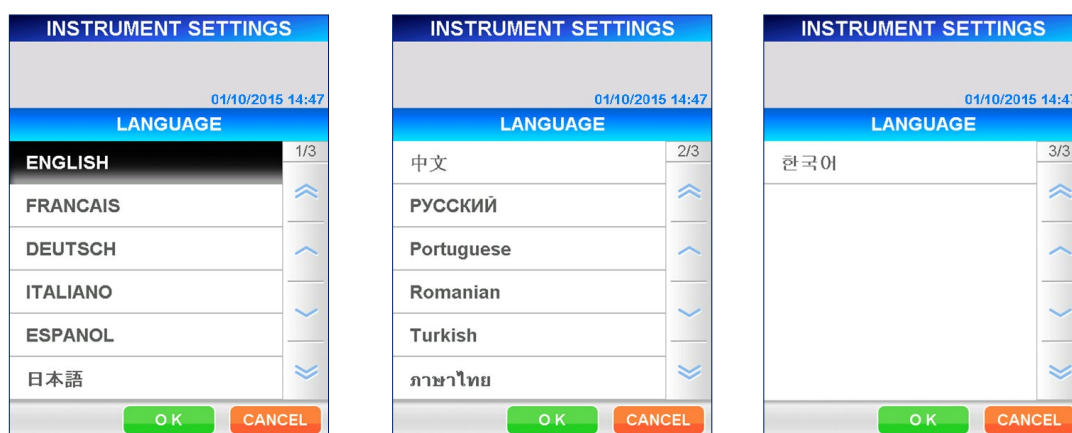 INSTRUMENT SETTINGS
01/10/2015 14:47
LANGUAGE
1/3
ENGLISH
FRANCAIS
DEUTSCH
ITALIANO
ESPANOL
日本語
OK
CANCEL
INSTRUMENT SETTINGS
01/10/2015 14:47
LANGUAGE
2/3
中文
РУССКИЙ
Portuguese
Romanian
Turkish
ภาษาไทย
OK
CANCEL
INSTRUMENT SETTINGS
01/10/2015 14:47
LANGUAGE
3/3
한국어
OK
CANCEL